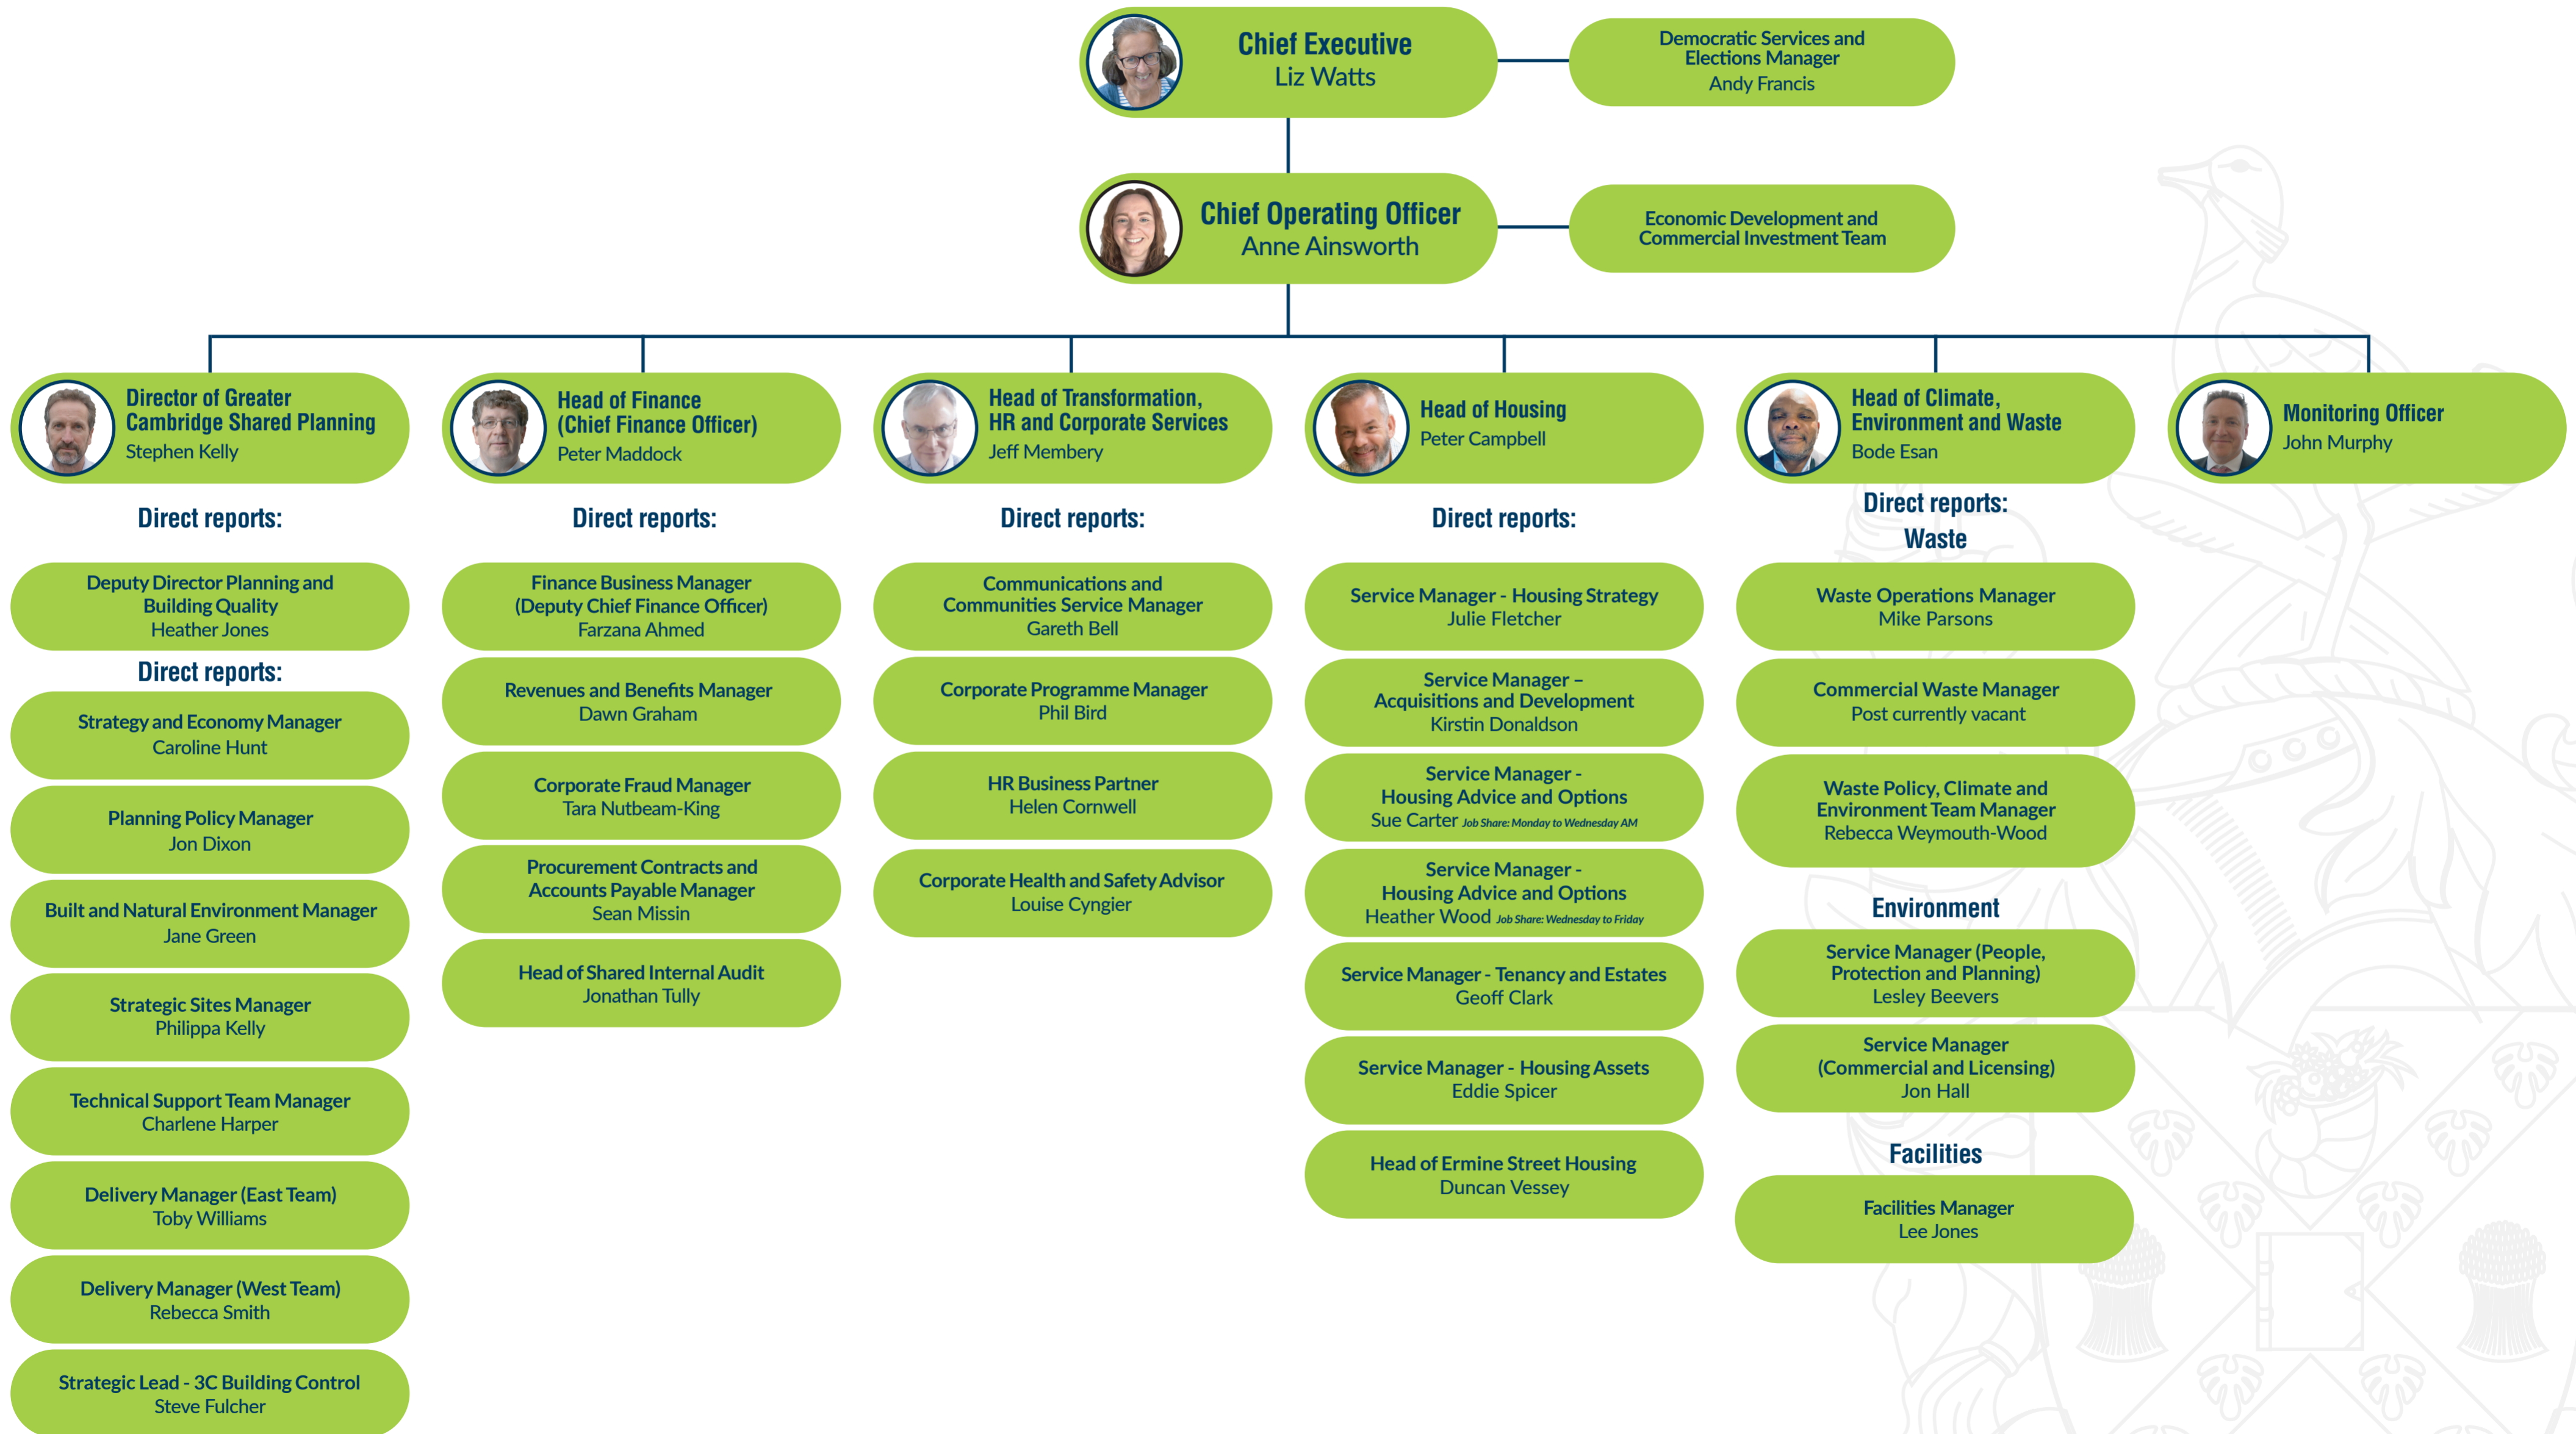 Chief Executive
Liz Watts
Democratic Services and
Elections Manager
Andy Francis
Chief Operating Officer
Anne Ainsworth
Economic Development and
Commercial Investment Team
Director of Greater
Cambridge Shared Planning
Stephen Kelly
Direct reports:
Deputy Director Planning and
Building Quality
Heather Jones
Direct reports:
Strategy and Economy Manager
Caroline Hunt
Planning Policy Manager
Jon Dixon
Built and Natural Environment Manager
Jane Green
Strategic Sites Manager
Philippa Kelly
Technical Support Team Manager
Charlene Harper
Delivery Manager (East Team)
Toby Williams
Delivery Manager (West Team)
Rebecca Smith
Strategic Lead - 3C Building Control
Steve Fulcher
Head of Finance
(Chief Finance Officer)
Peter Maddock
Direct reports:
Finance Business Manager
(Deputy Chief Finance Officer)
Farzana Ahmed
Revenues and Benefits Manager
Dawn Graham
Corporate Fraud Manager
Tara Nutbeam-King
Procurement Contracts and
Accounts Payable Manager
Sean Missin
Head of Shared Internal Audit
Jonathan Tully
Head of Transformation,
HR and Corporate Services
Jeff Membery
Direct reports:
Communications and
Communities Service Manager
Gareth Bell
Corporate Programme Manager
Phil Bird
HR Business Partner
Helen Cornwell
Corporate Health and Safety Advisor
Louise Cyngier
Head of Housing
Peter Campbell
Direct reports:
Service Manager - Housing Strategy
Julie Fletcher
Service Manager –
Acquisitions and Development
Kirstin Donaldson
Service Manager -
Housing Advice and Options
Sue Carter Job Share: Monday to Wednesday AM
Service Manager -
Housing Advice and Options
Heather Wood Job Share: Wednesday to Friday
Service Manager - Tenancy and Estates
Geoff Clark
Service Manager - Housing Assets
Eddie Spicer
Head of Ermine Street Housing
Duncan Vessey
Head of Climate,
Environment and Waste
Bode Esan
Direct reports:
Waste
Waste Operations Manager
Mike Parsons
Commercial Waste Manager
Post currently vacant
Waste Policy, Climate and
Environment Team Manager
Rebecca Weymouth-Wood
Environment
Service Manager (People,
Protection and Planning)
Lesley Beevers
Service Manager
(Commercial and Licensing)
Jon Hall
Facilities
Facilities Manager
Lee Jones
Monitoring Officer
John Murphy